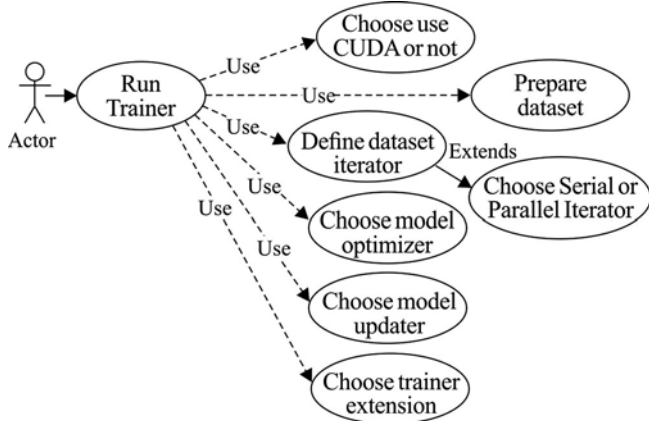 Choose use
CUDA or not
Use
Run
Trainer
Actor
Use
Prepare
dataset
Use
Define dataset
iterator
Extends
Choose Serial or
Parallel Iterator
Use
Choose model
optimizer
Use
Use
Choose model
updater
Choose trainer
extension